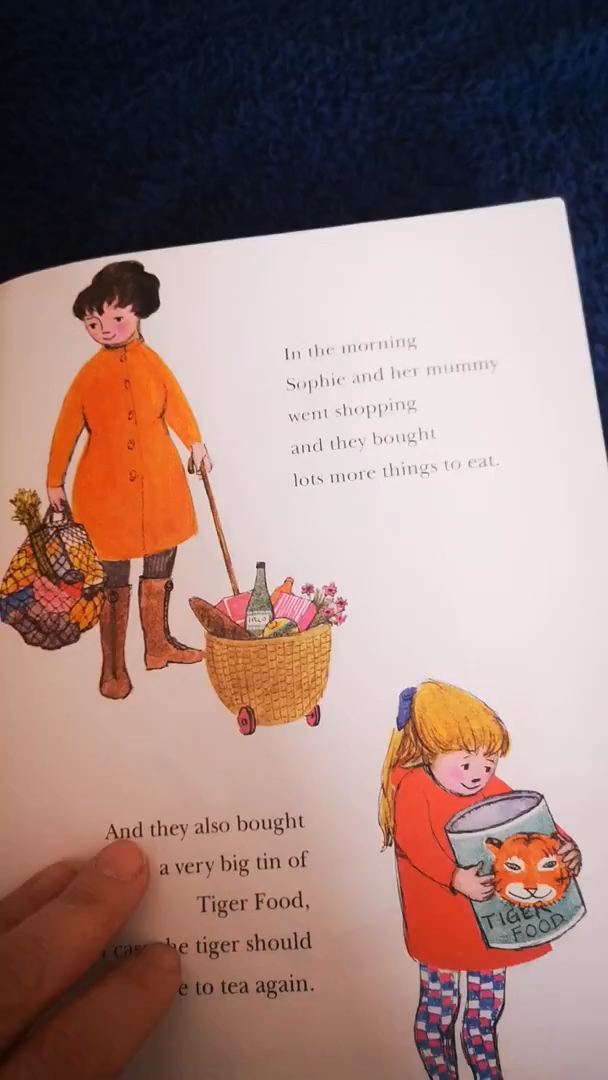 In the morning
Sophie and her mummy
went shopping
and they bought
lots more things to eat.
And they also bought
a very big tin of
Tiger Food,
he tiger should
e to tea again.
TIGER
FOOD